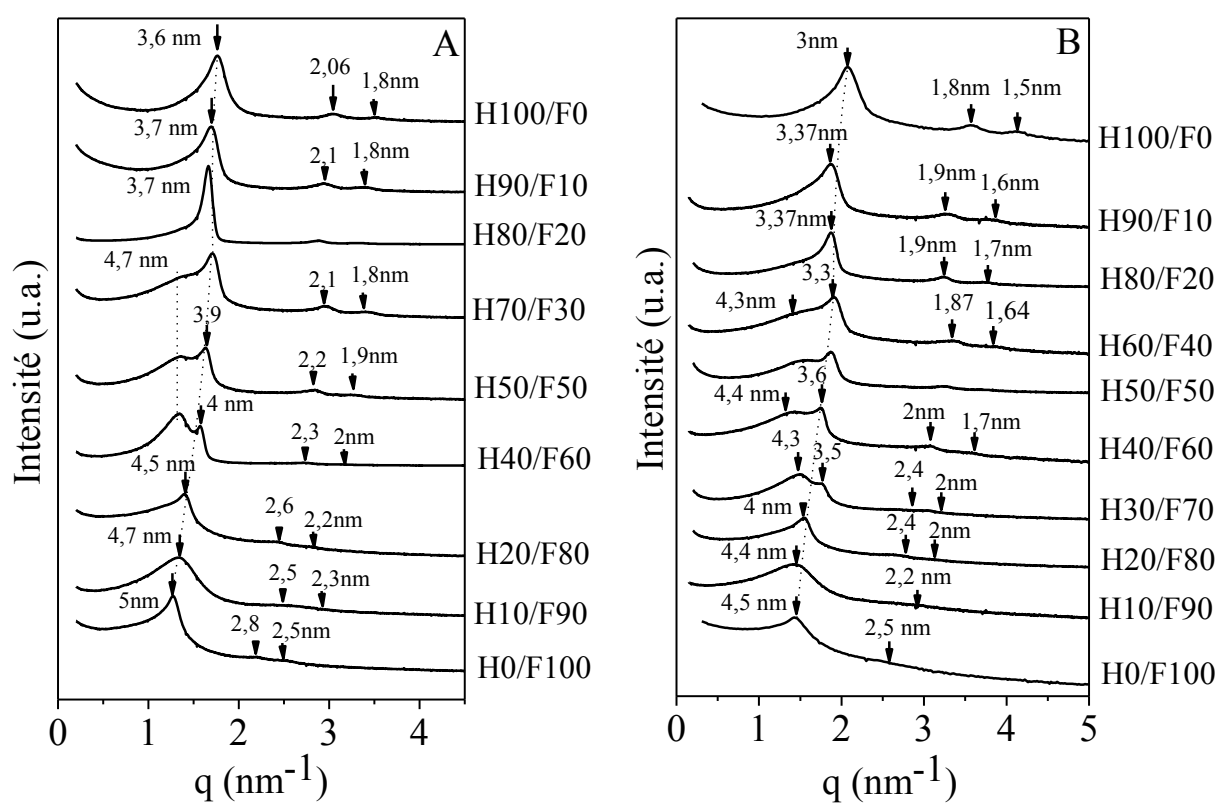 Intensité (u.a.)
A
3,6 nm
2,06
1,8nm
H100/F0
3,7 nm
2,1
1,8nm
H90/F10
3,7 nm
H80/F20
4,7 nm
2,1
1,8nm
H70/F30
3,9
2,2
1,9nm
H50/F50
4 nm
2,3
2nm
H40/F60
4,5 nm
2,6
2,2nm
H20/F80
4,7 nm
2,5
2,3nm
H10/F90
5nm
2,8
2,5nm
H0/F100
0 1 2 3 4
q (nm-1)
Intensité (u.a.)
B
3nm
1,8nm
1,5nm
H100/F0
3,37nm
1,9nm
1,6nm
H90/F10
3,37nm
1,9nm
1,7nm
H80/F20
3,3
4,3nm
1,87
1,64
H60/F40
H50/F50
3,6
4,4 nm
2nm
1,7nm
H40/F60
4,3
3,5
2,4
2nm
H30/F70
4 nm
2,4
2nm
H20/F80
4,4 nm
2,2 nm
H10/F90
4,5 nm
2,5 nm
H0/F100
0 1 2 3 4 5
q (nm-1)